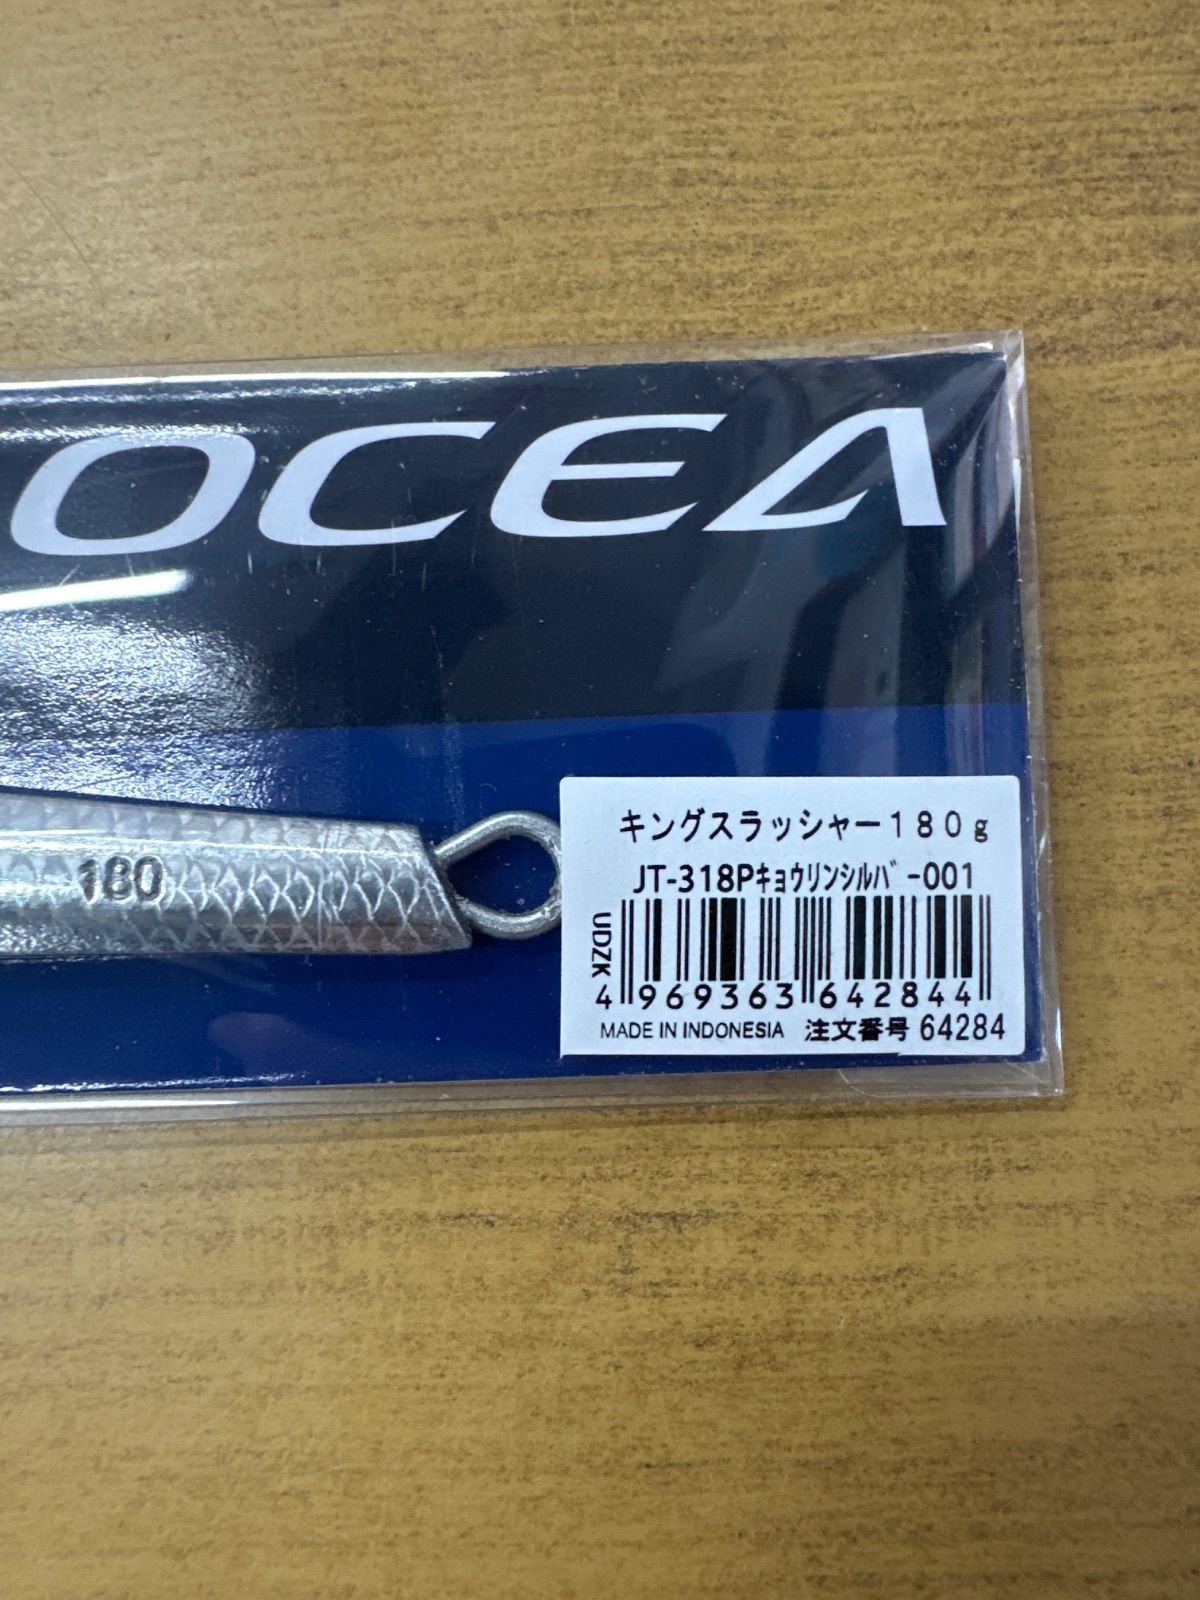 OCEA
180
キングスラッシャー180g
JT-318Pｷｮｳﾘﾝｼﾙﾊﾞｰ-001
UDZK
4 969363 642844
MADE IN INDONESIA 注文番号 64284